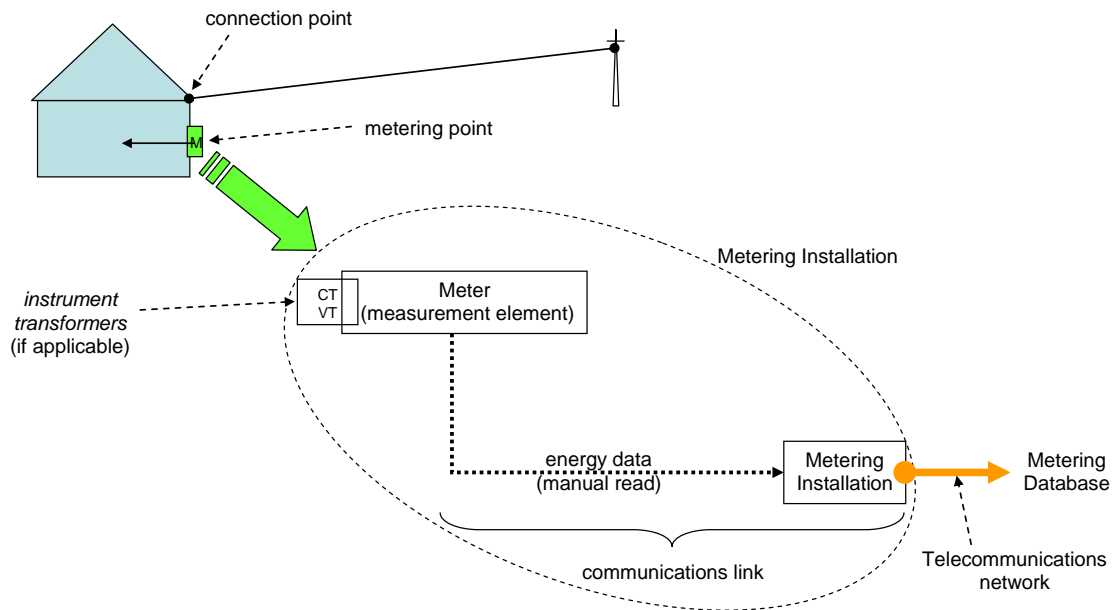 connection point
metering point
M
Metering Installation
instrument
transformers
(if applicable)
CT
VT
Meter
(measurement element)
energy data
(manual read)
Metering
Installation
Metering
Database
communications link
Telecommunications
network